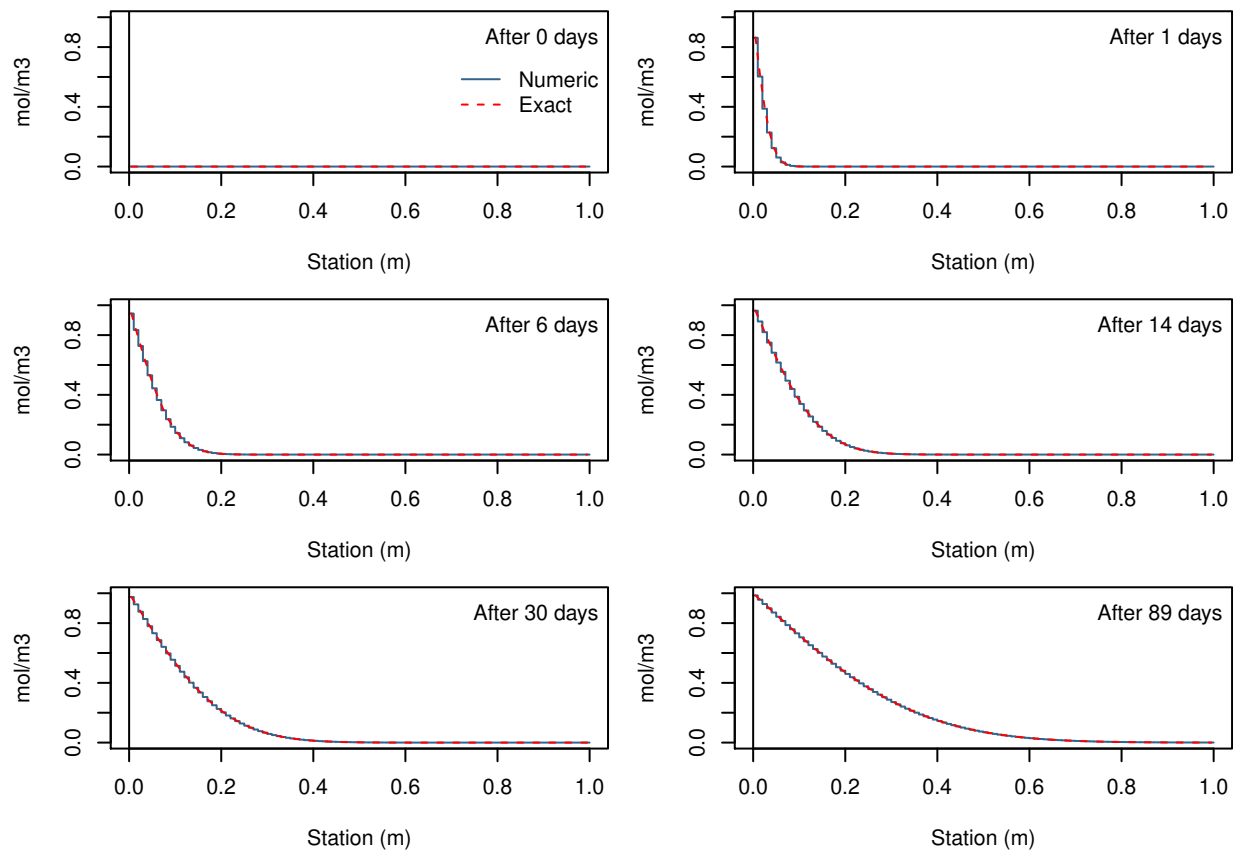 After 0 days
Numeric
Exact
mol/m3
0.0 0.4 0.8
0.0 0.2 0.4 0.6 0.8 1.0
Station (m)
After 1 days
mol/m3
0.0 0.4 0.8
0.0 0.2 0.4 0.6 0.8 1.0
Station (m)
After 6 days
mol/m3
0.0 0.4 0.8
0.0 0.2 0.4 0.6 0.8 1.0
Station (m)
After 14 days
mol/m3
0.0 0.4 0.8
0.0 0.2 0.4 0.6 0.8 1.0
Station (m)
After 30 days
mol/m3
0.0 0.4 0.8
0.0 0.2 0.4 0.6 0.8 1.0
Station (m)
After 89 days
mol/m3
0.0 0.4 0.8
0.0 0.2 0.4 0.6 0.8 1.0
Station (m)